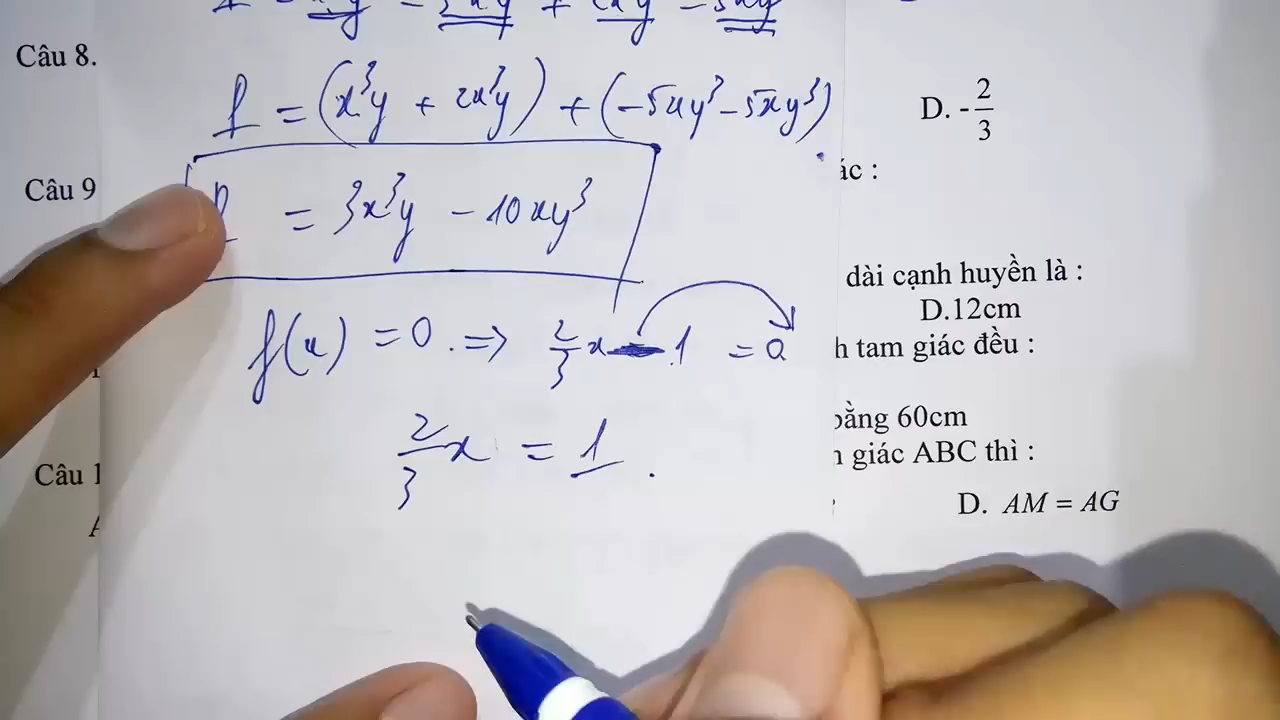 Câu 8.
P = (x³y + 2x³y) + (-5xy³ - 5xy³)
D. -2/3
ác :
Câu 9
= 3x³y - 10xy³
dài cạnh huyền là :
D.12cm
f(x) = 0 . => 2/3 x - 1 = 0
h tam giác đều :
bằng 60cm
2/3 x = 1 .
n giác ABC thì :
Câu 1
D. AM = AG